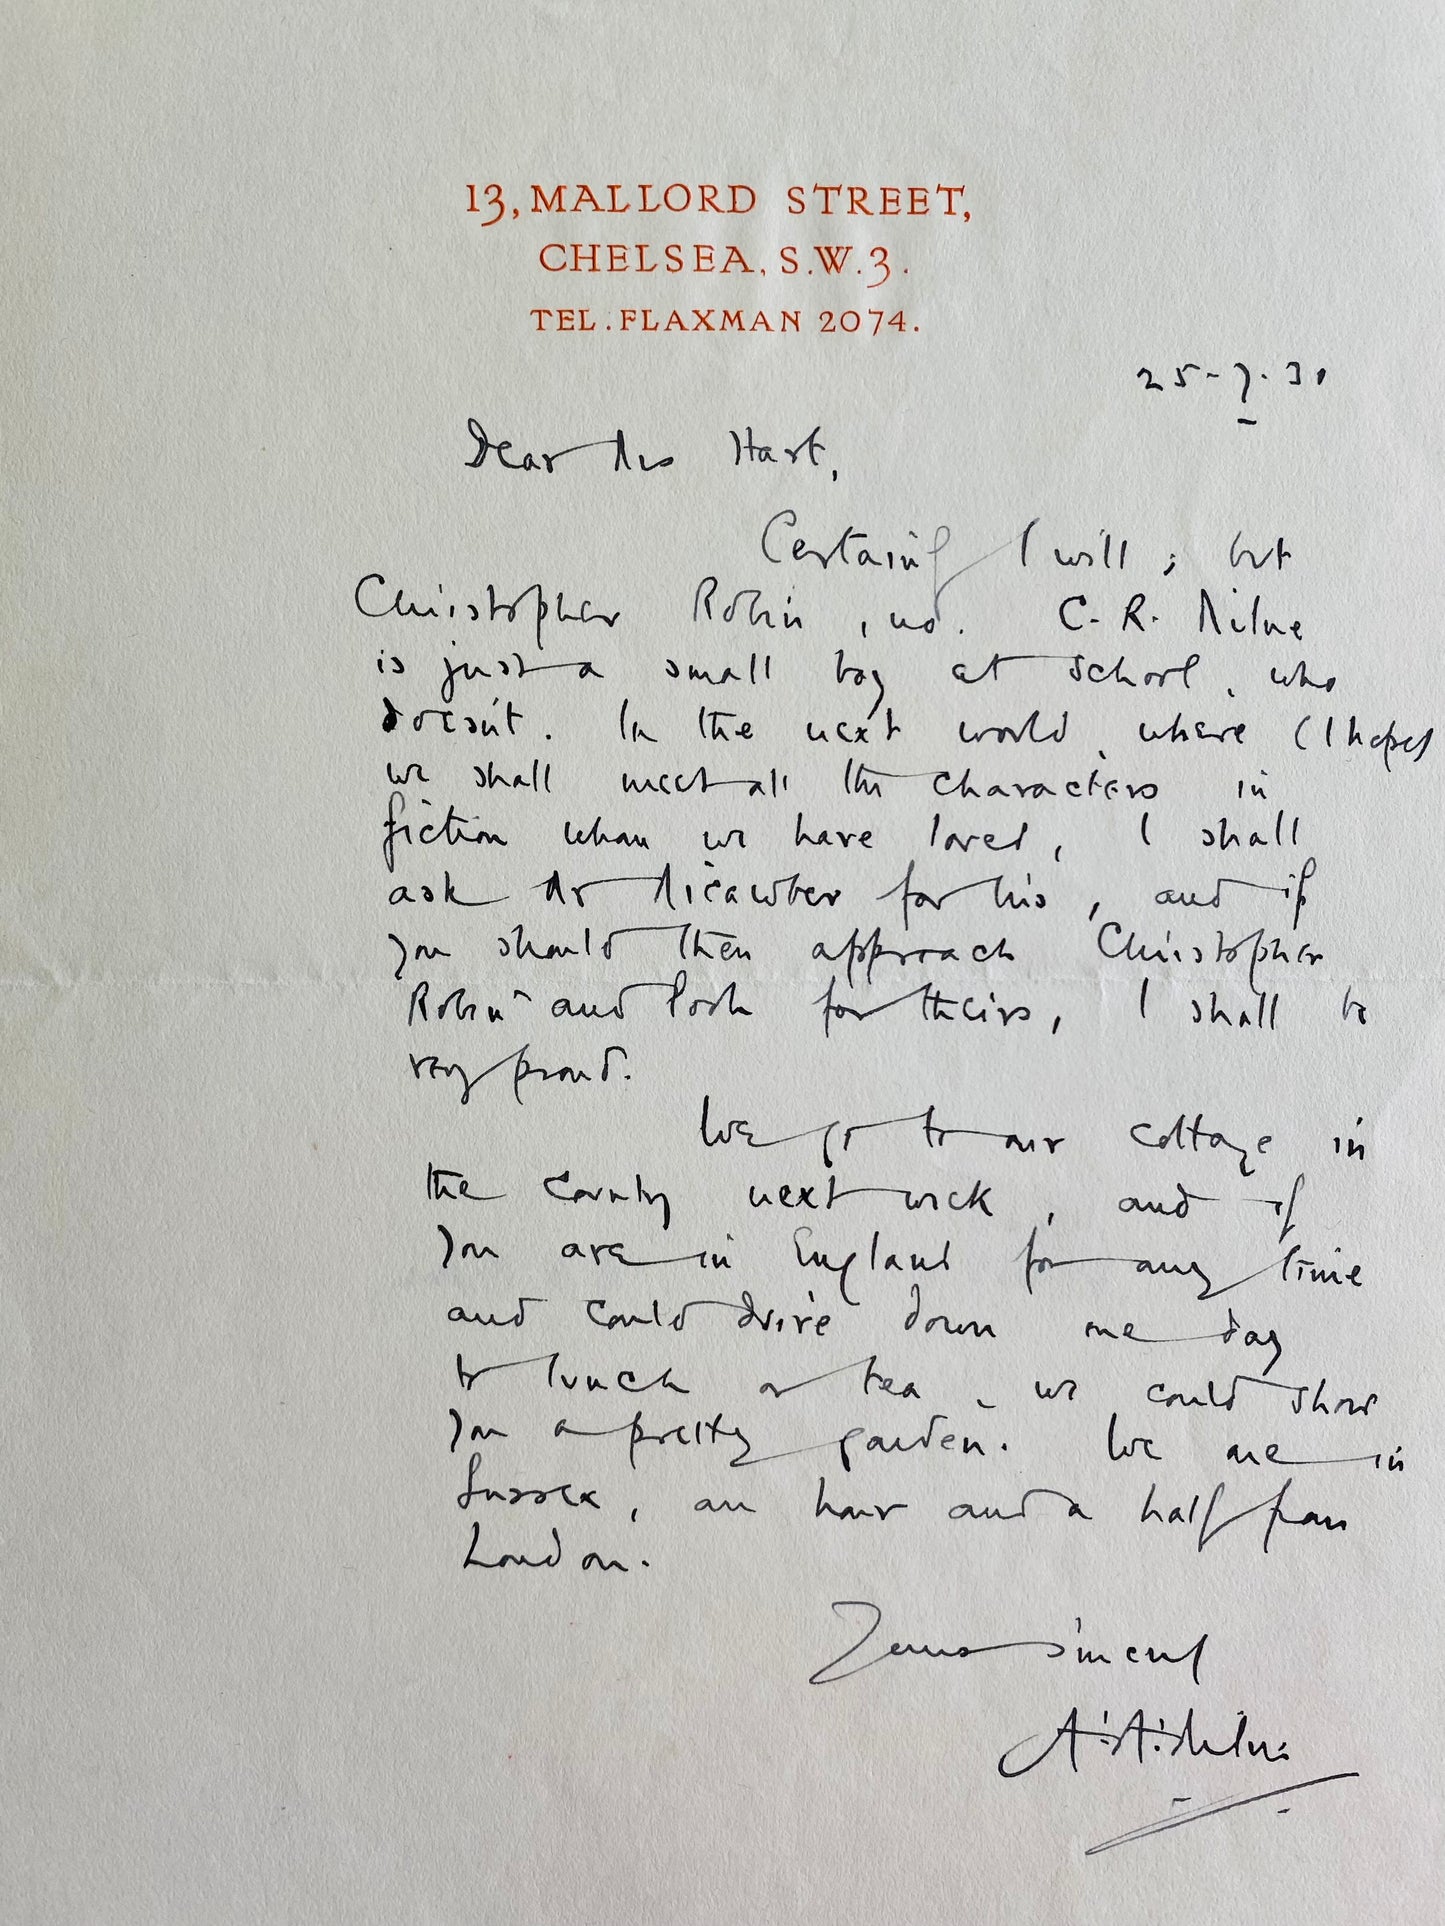 13, MALLORD STREET,
CHELSEA, S.W.3.
TEL. FLAXMAN 2074.
25-7-30
Dear Mrs Hart,
Certainly I will; but
Christopher Robin, no. C. R. Milne
is just a small boy at school, who
doesn't. In the next world, where (I hope)
we shall meet all the characters in
fiction whom we have loved, I shall
ask Mr Micawber for his, and if
you should then approach "Christopher
Robin" and Pooh for theirs, I shall be
very proud.
We go to our cottage in
the country next week, and if
you are in England for any time
and could drive down one day
to lunch or tea, we could show
you a pretty garden. We are in
Sussex, an hour and a half from
London.
Yours sincerely
A. A. Milne